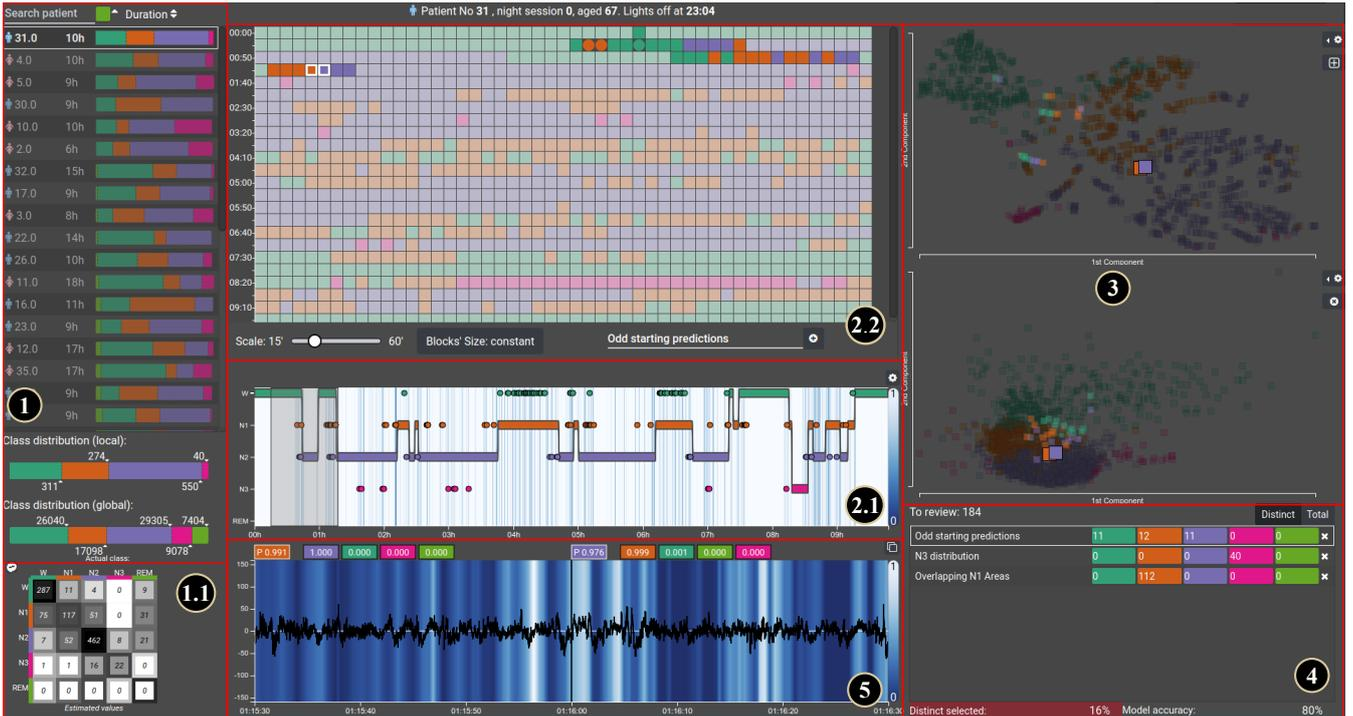 Search patient
Duration
Patient No 31 , night session 0, aged 67. Lights off at 23:04
31.0 10h
4.0 10h
5.0 9h
30.0 9h
10.0 10h
2.0 6h
32.0 15h
17.0 9h
3.0 8h
22.0 14h
26.0 10h
11.0 18h
16.0 11h
23.0 9h
12.0 17h
35.0 17h
9h
9h
1
Class distribution (local):
274 40
311 550
Class distribution (global):
26040 29305 7404
17098 9078
Actual class:
W N1 N2 N3 REM
W 287 11 4 0 9
N1 75 117 51 0 31
N2 7 52 462 8 21
N3 1 1 16 22 0
REM 0 0 0 0 0
Estimated values
1.1
00:00
00:50
01:40
02:30
03:20
04:10
05:00
05:50
06:40
07:30
08:20
09:10
2.2
Scale: 15' 60' Blocks' Size: constant Odd starting predictions
W
N1
N2
N3
REM
00h 01h 02h 03h 04h 05h 06h 07h 08h 09h
1
0
2.1
P 0.991 1.000 0.000 0.000 0.000 P 0.976 0.999 0.001 0.000 0.000
150
100
50
0
-50
-100
-150
1
0
5
01:15:30 01:15:40 01:15:50 01:16:00 01:16:10 01:16:20 01:16:30
2nd Component
1st Component
3
2nd Component
1st Component
To review: 184 Distinct Total
Odd starting predictions 11 12 11 0 0
N3 distribution 0 0 0 40 0
Overlapping N1 Areas 0 112 0 0 0
4
Distinct selected: 16% Model accuracy: 80%